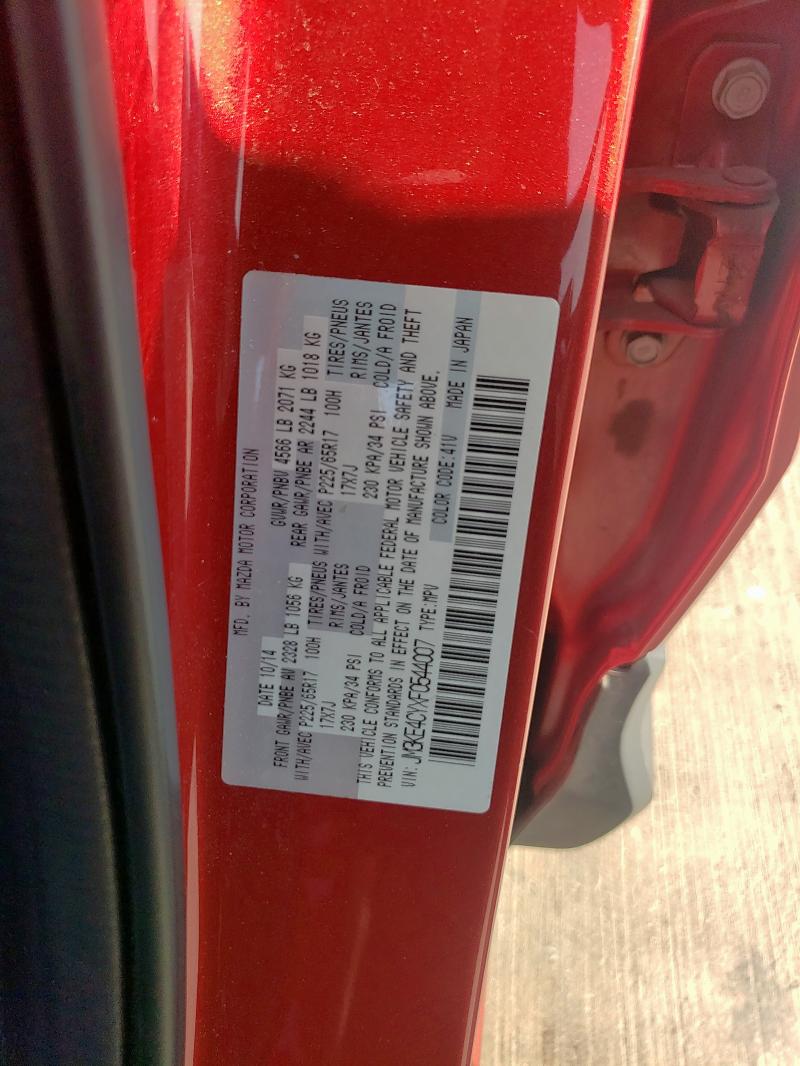 MFD. BY MAZDA MOTOR CORPORATION
DATE 10/14 GVWR/PNBV 4566 LB 2071 KG
FRONT GAWR/PNBE AV 2328 LB 1056 KG REAR GAWR/PNBE AR 2244 LB 1018 KG
WITH/AVEC P225/65R17 100H TIRES/PNEUS WITH/AVEC P225/65R17 100H TIRES/PNEUS
17X7J RIMS/JANTES 17X7J RIMS/JANTES
230 KPA/34 PSI COLD/A FROID 230 KPA/34 PSI COLD/A FROID
THIS VEHICLE CONFORMS TO ALL APPLICABLE FEDERAL MOTOR VEHICLE SAFETY AND THEFT
PREVENTION STANDARDS IN EFFECT ON THE DATE OF MANUFACTURE SHOWN ABOVE.
VIN: JM3KE4CYXF0544007 TYPE:MPV COLOR CODE:41V MADE IN JAPAN